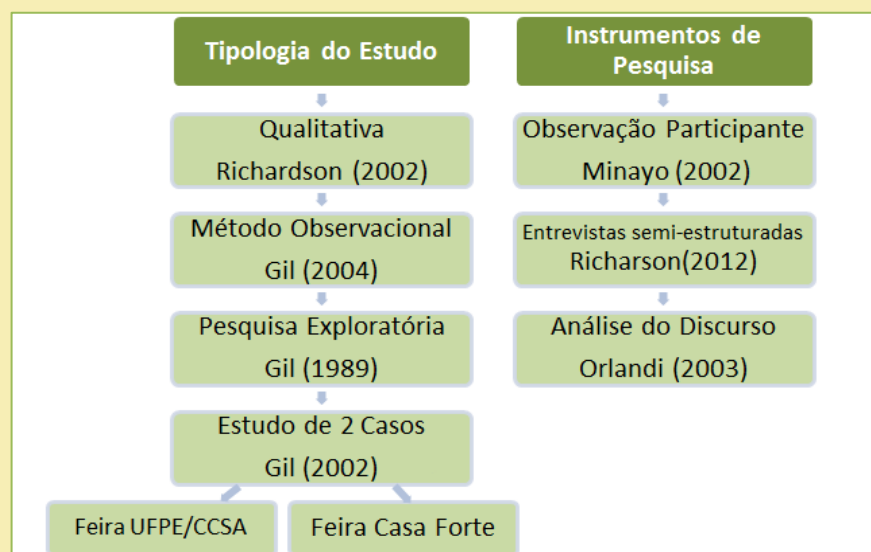 Tipologia do Estudo
Qualitativa
Richardson (2002)
Método Observacional
Gil (2004)
Pesquisa Exploratória
Gil (1989)
Estudo de 2 Casos
Gil (2002)
Feira UFPE/CCSA
Feira Casa Forte
Instrumentos de
Pesquisa
Observação Participante
Minayo (2002)
Entrevistas semi-estruturadas
Richarson(2012)
Análise do Discurso
Orlandi (2003)